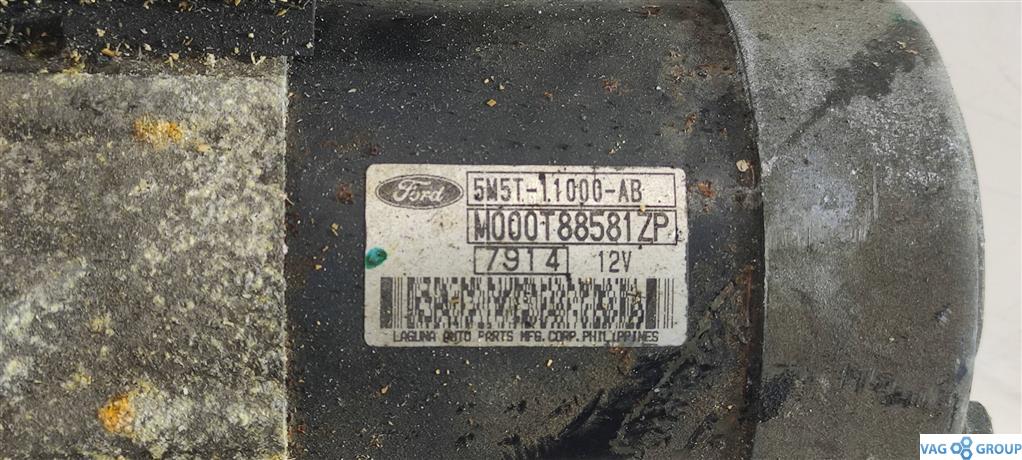 Ford
5M5T-11000-AB
M000T88581ZP
7914 12V
LAGUNA AUTO PARTS MFG.CORP.PHILIPPINES
VAG GROUP